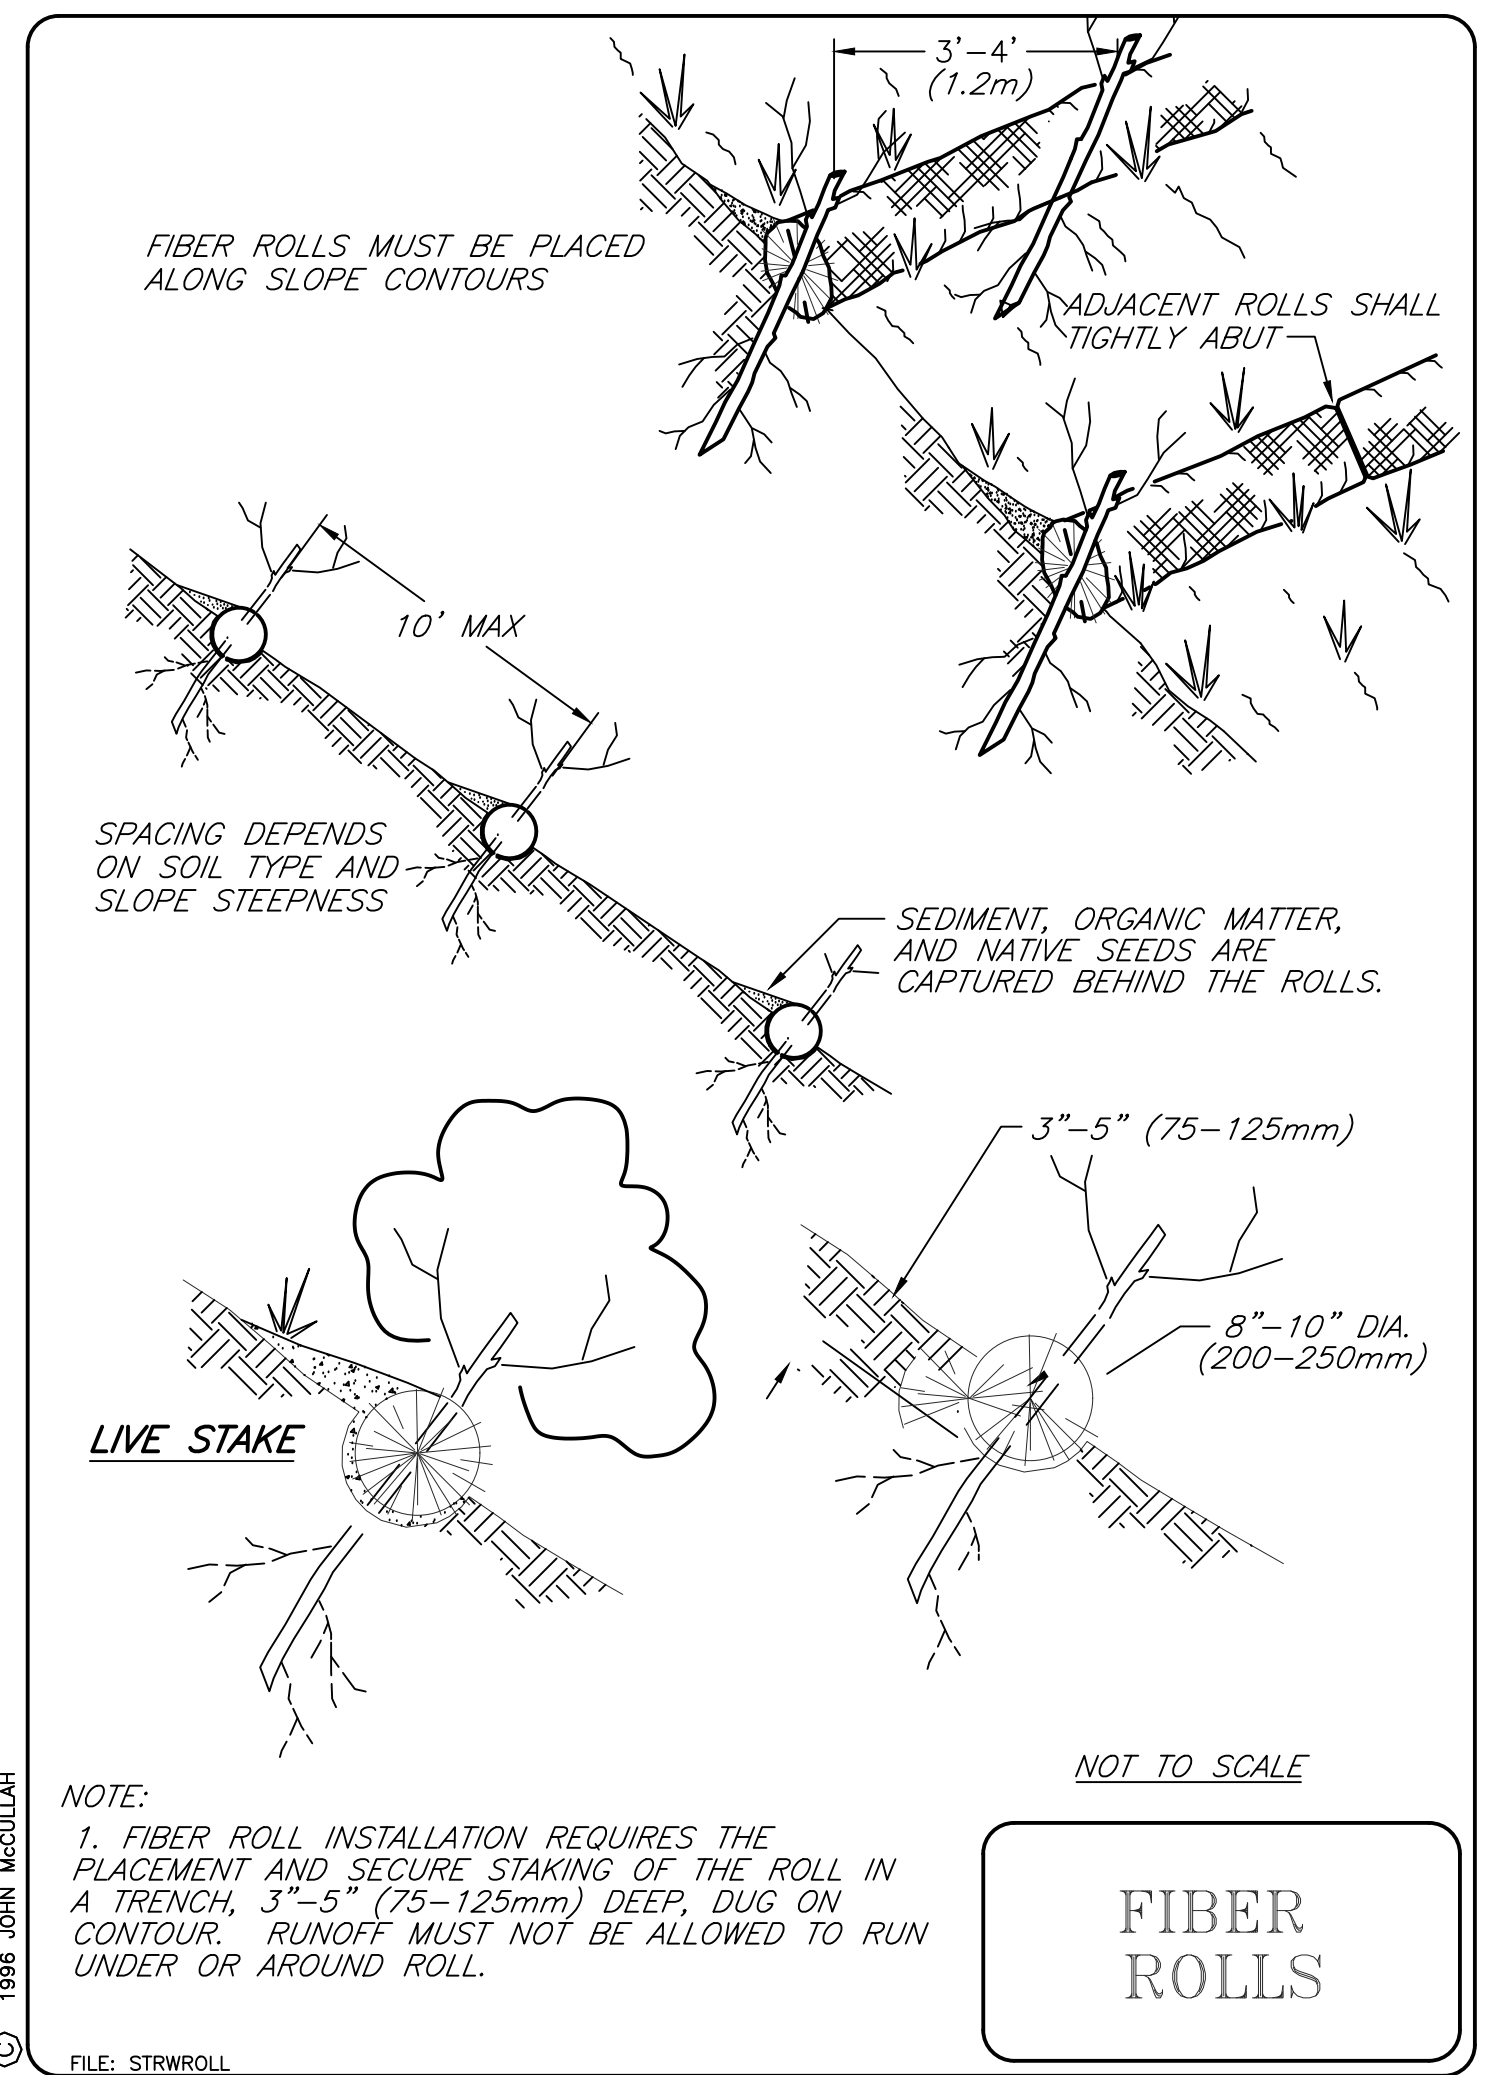 3'-4'
(1.2m)
FIBER ROLLS MUST BE PLACED
ALONG SLOPE CONTOURS
ADJACENT ROLLS SHALL
TIGHTLY ABUT
10' MAX
SPACING DEPENDS
ON SOIL TYPE AND
SLOPE STEEPNESS
SEDIMENT, ORGANIC MATTER,
AND NATIVE SEEDS ARE
CAPTURED BEHIND THE ROLLS.
3"-5" (75-125mm)
8"-10" DIA.
(200-250mm)
LIVE STAKE
NOT TO SCALE
NOTE:
1. FIBER ROLL INSTALLATION REQUIRES THE
PLACEMENT AND SECURE STAKING OF THE ROLL IN
A TRENCH, 3"-5" (75-125mm) DEEP, DUG ON
CONTOUR. RUNOFF MUST NOT BE ALLOWED TO RUN
UNDER OR AROUND ROLL.
FIBER
ROLLS
FILE: STRWROLL
© 1996 JOHN McCULLAH